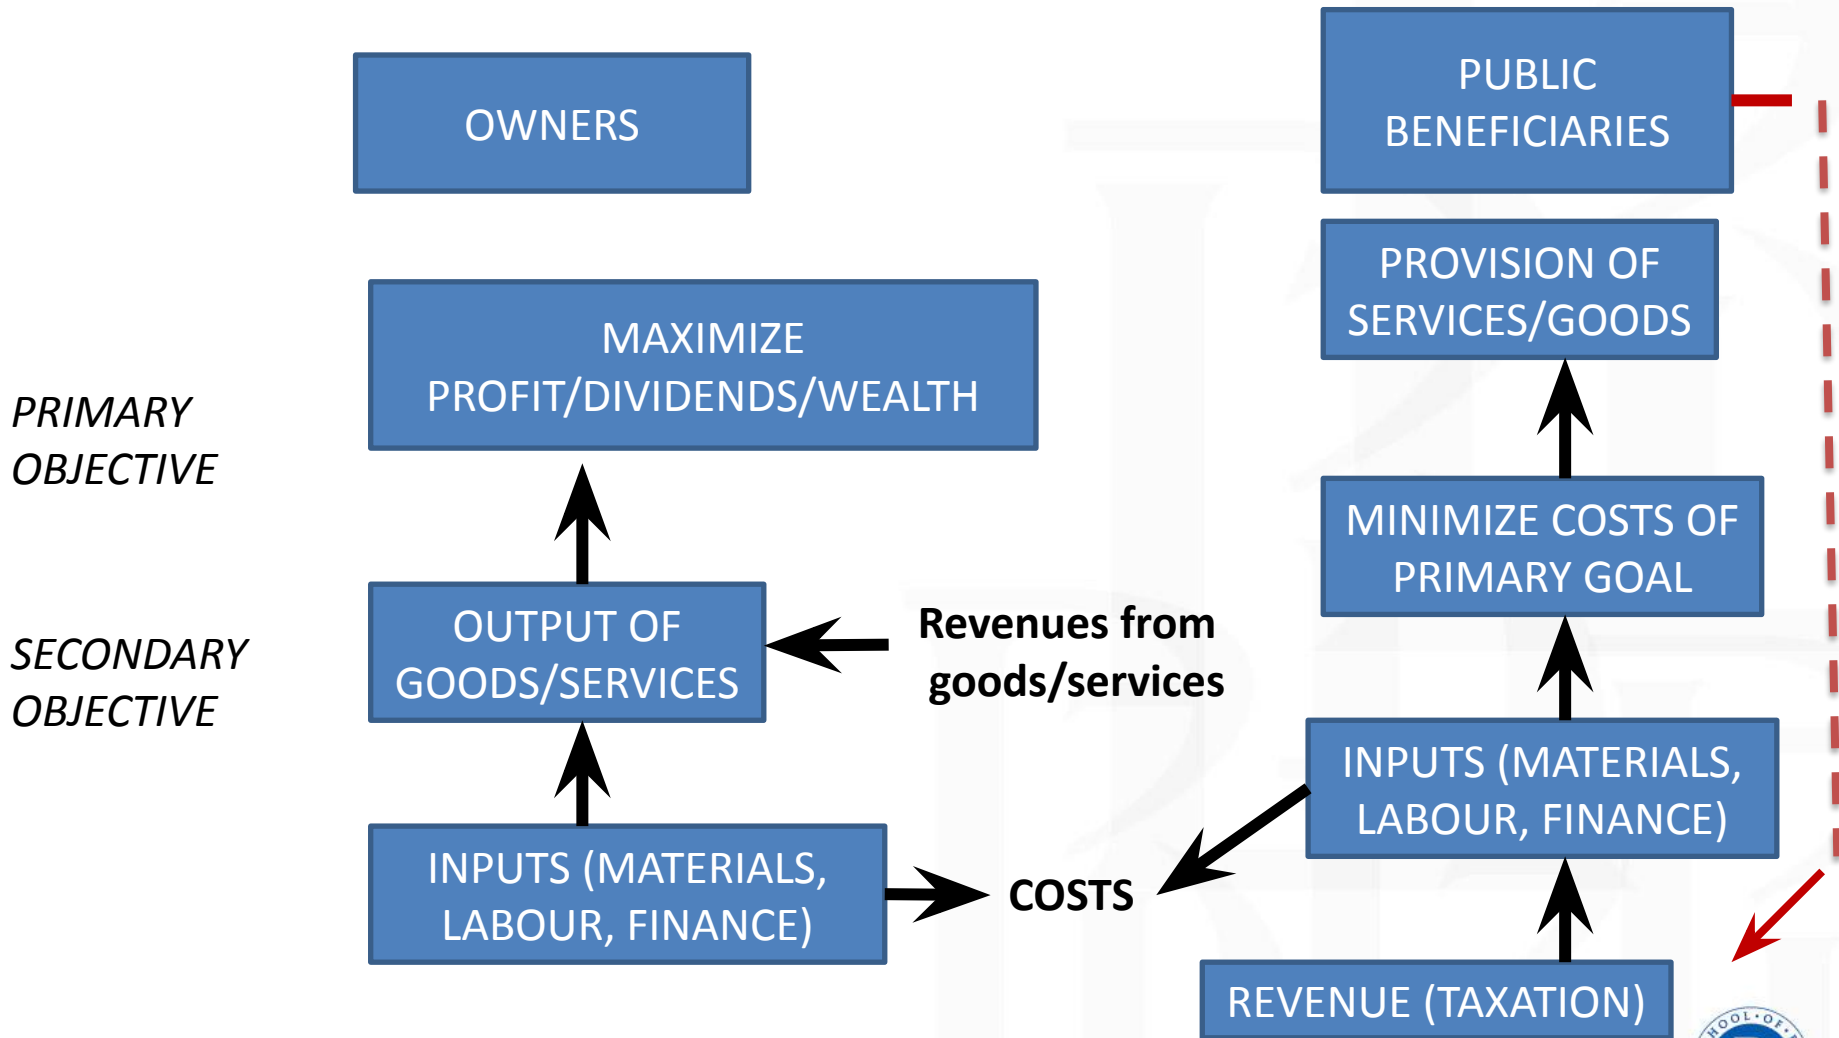 OWNERS
PUBLIC
BENEFICIARIES
PROVISION OF
SERVICES/GOODS
MAXIMIZE
PROFIT/DIVIDENDS/WEALTH
PRIMARY
OBJECTIVE
MINIMIZE COSTS OF
PRIMARY GOAL
OUTPUT OF
GOODS/SERVICES
Revenues from
goods/services
SECONDARY
OBJECTIVE
INPUTS (MATERIALS,
LABOUR, FINANCE)
INPUTS (MATERIALS,
LABOUR, FINANCE)
COSTS
REVENUE (TAXATION)